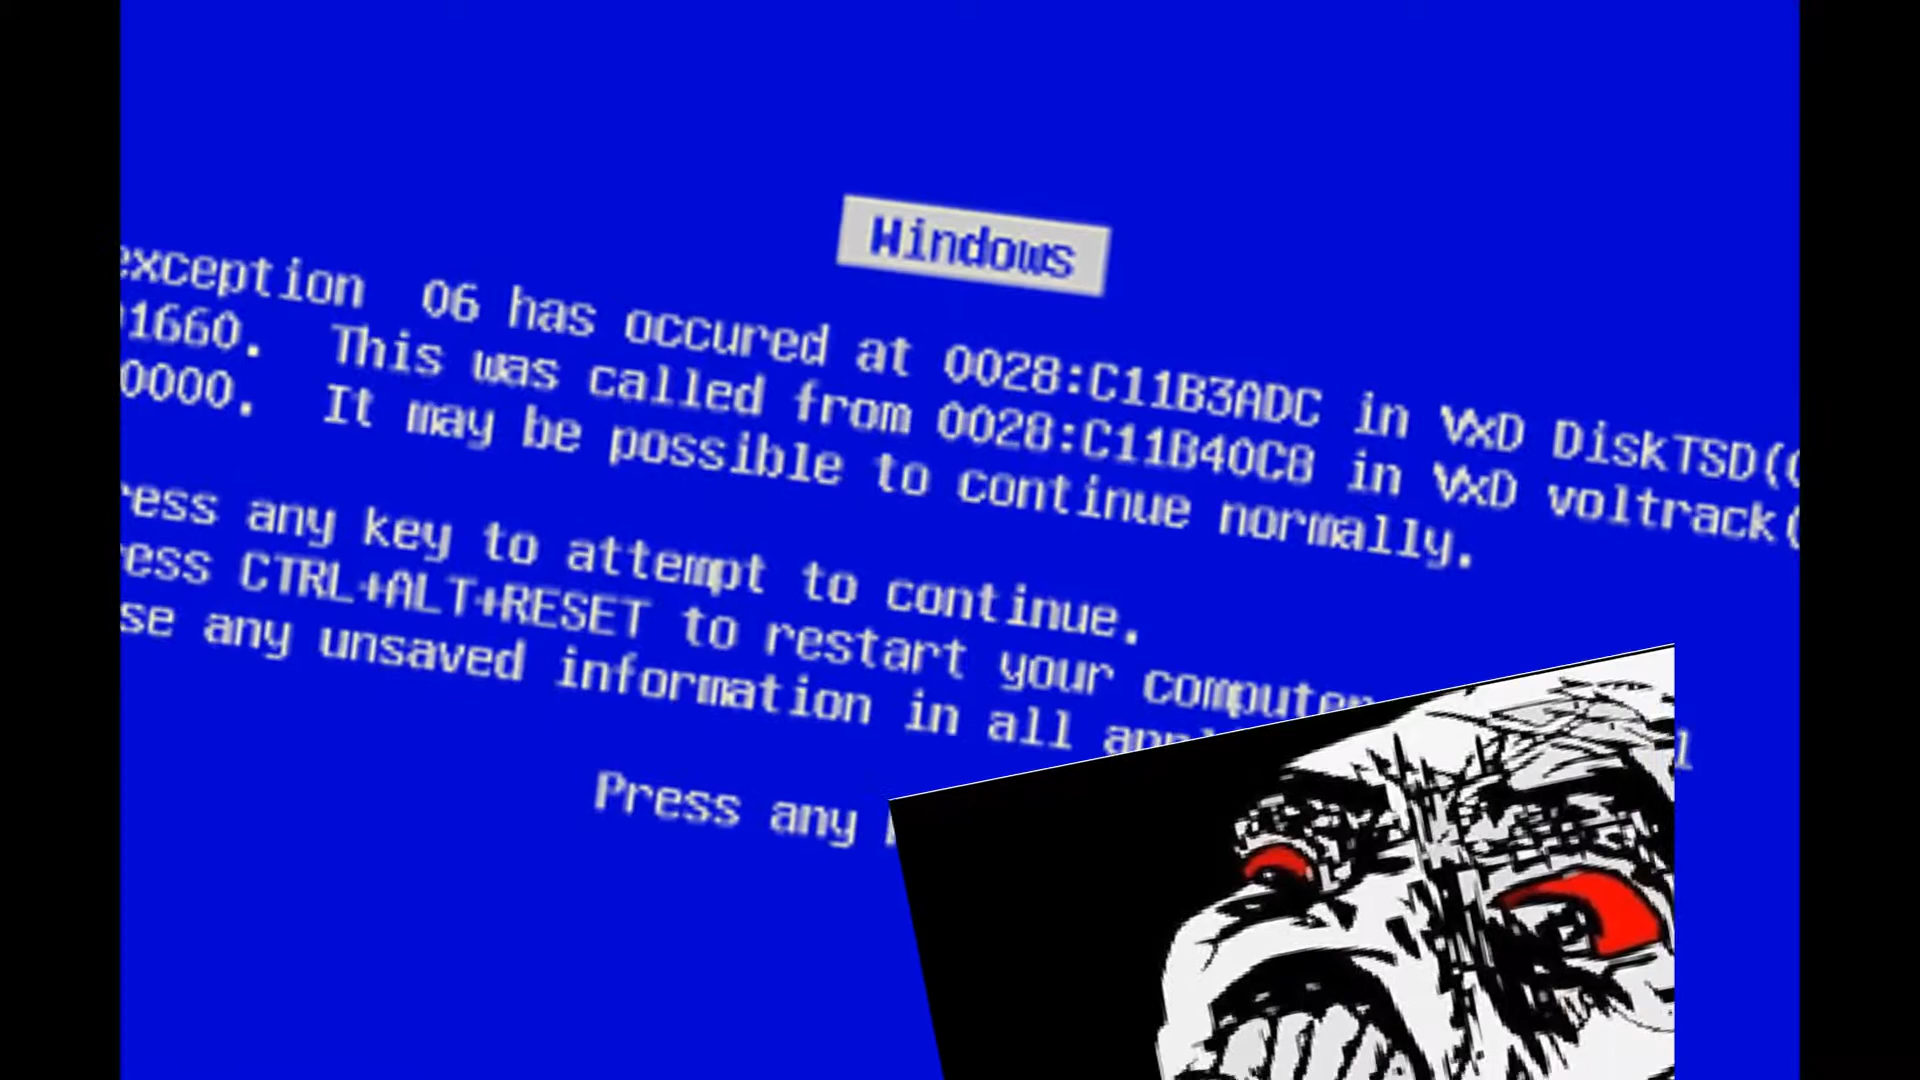 Windows
exception 06 has occured at 0028:C11B3ADC in VxD DiskTSD(
1660. This was called from 0028:C11B40C8 in VxD voltrack(
0000. It may be possible to continue normally.
ress any key to attempt to continue.
ress CTRL+ALT+RESET to restart your computer
se any unsaved information in all
Press any